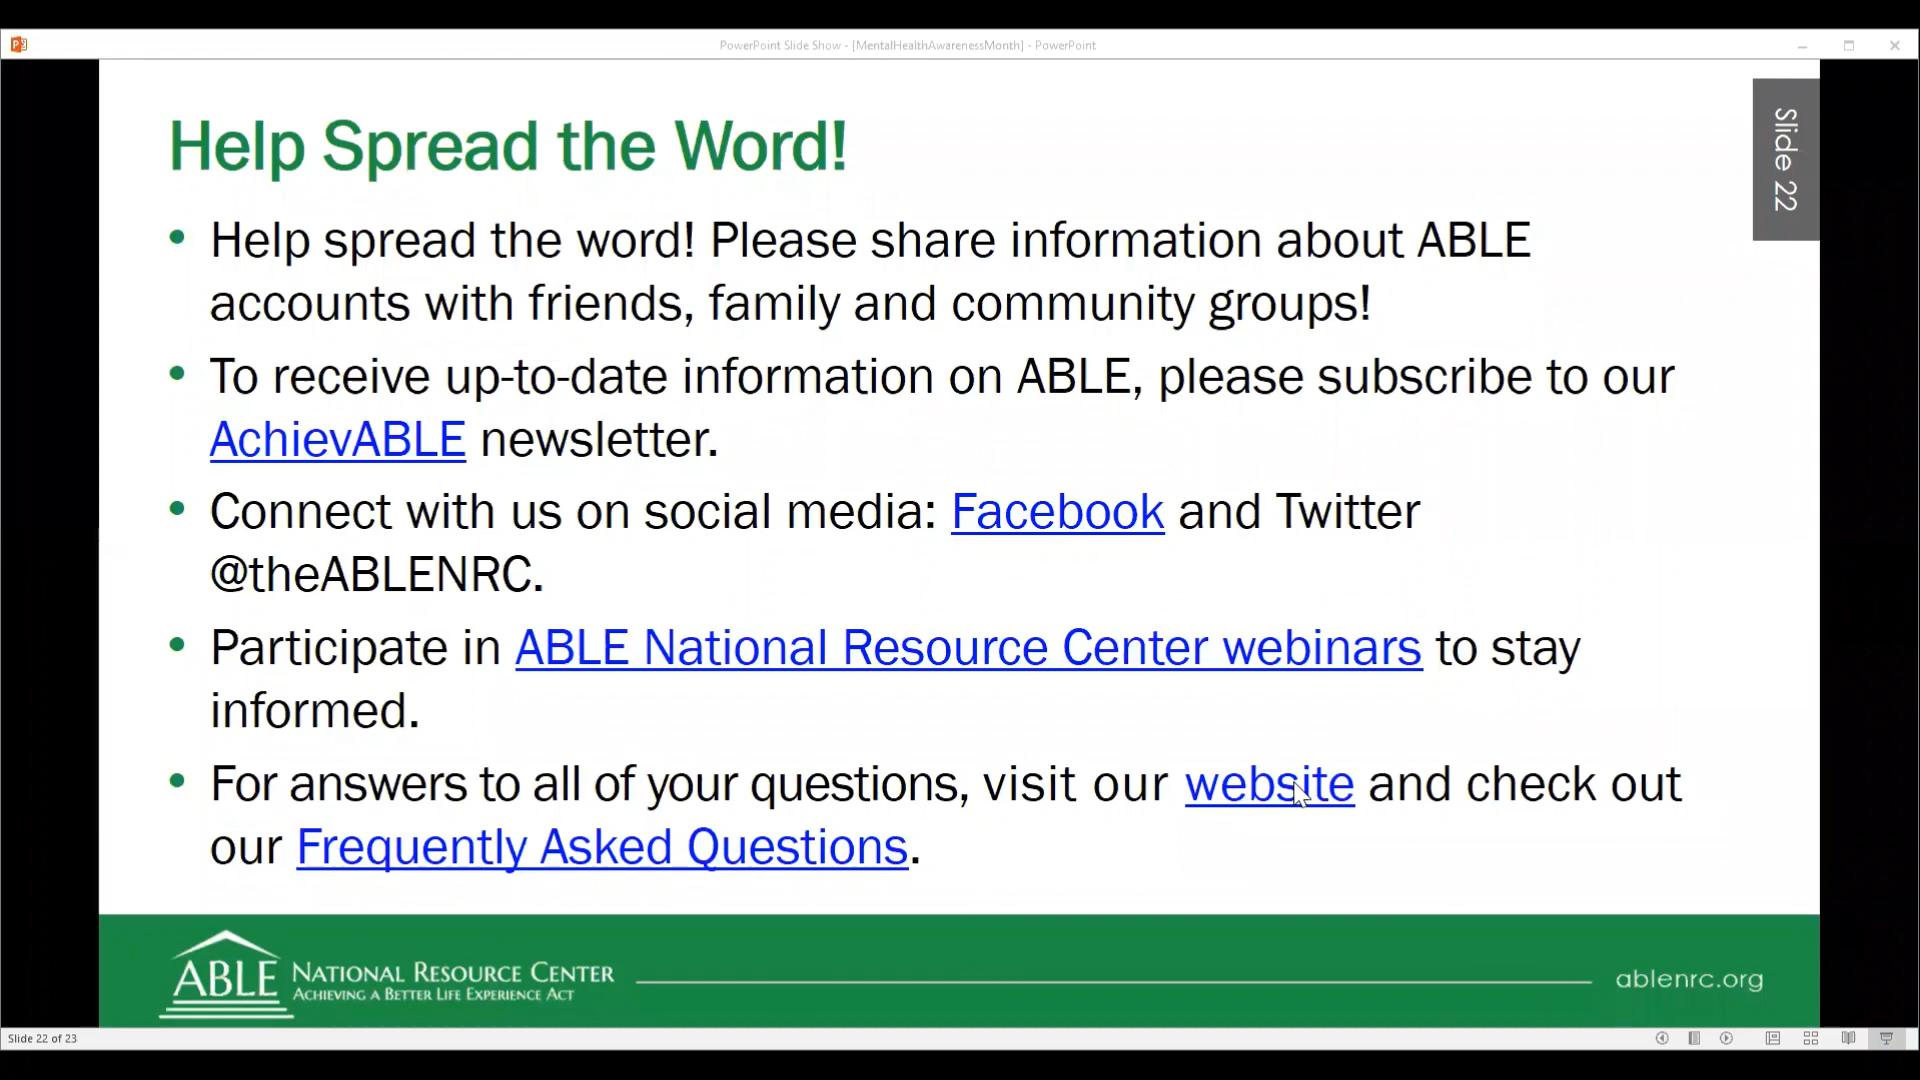 PowerPoint Slide Show - [MentalHealthAwarenessMonth] - PowerPoint
Slide 22
Help Spread the Word!
• Help spread the word! Please share information about ABLE
accounts with friends, family and community groups!
• To receive up-to-date information on ABLE, please subscribe to our
AchievABLE newsletter.
• Connect with us on social media: Facebook and Twitter
@theABLENRC.
• Participate in ABLE National Resource Center webinars to stay
informed.
• For answers to all of your questions, visit our website and check out
our Frequently Asked Questions.
ABLE NATIONAL RESOURCE CENTER
ACHIEVING A BETTER LIFE EXPERIENCE ACT
ablenrc.org
Slide 22 of 23